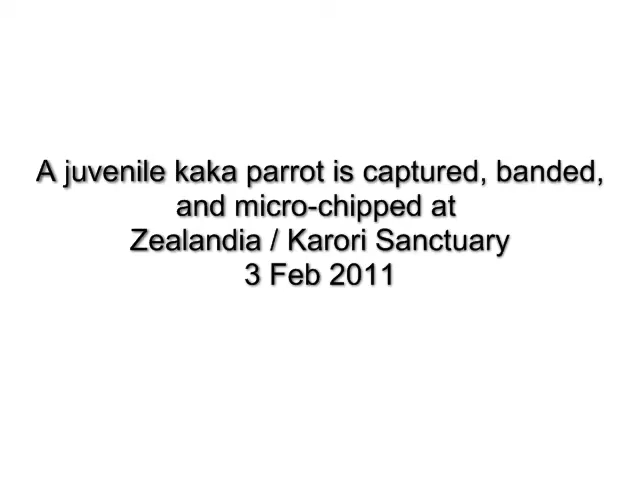 A juvenile kaka parrot is captured, banded,
and micro-chipped at
Zealandia / Karori Sanctuary
3 Feb 2011